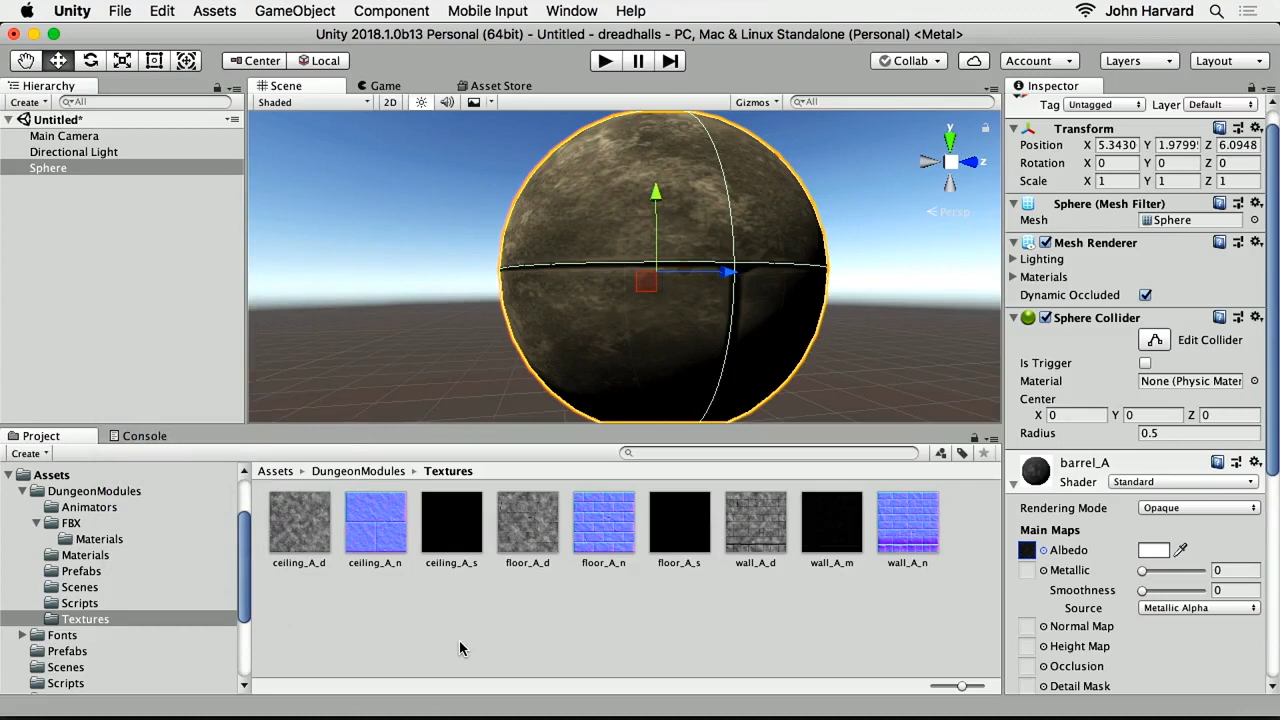 Unity File Edit Assets GameObject Component Mobile Input Window Help John Harvard
Unity 2018.1.0b13 Personal (64bit) - Untitled - dreadhalls - PC, Mac & Linux Standalone (Personal) <Metal>
Center Local Collab Account Layers Layout
Hierarchy Scene Game Asset Store Inspector
Create All Shaded 2D Gizmos All Tag Untagged Layer Default
Untitled*
Main Camera
Directional Light
Sphere
y
z
Persp
Transform
Position X 5.3430 Y 1.9799 Z 6.0948
Rotation X 0 Y 0 Z 0
Scale X 1 Y 1 Z 1
Sphere (Mesh Filter)
Mesh Sphere
Mesh Renderer
Lighting
Materials
Dynamic Occluded
Sphere Collider
Edit Collider
Is Trigger
Material None (Physic Mater
Center
X 0 Y 0 Z 0
Radius 0.5
barrel_A
Shader Standard
Rendering Mode Opaque
Main Maps
Albedo
Metallic 0
Smoothness 0
Source Metallic Alpha
Normal Map
Height Map
Occlusion
Detail Mask
Project Console
Create
Assets
DungeonModules
Animators
FBX
Materials
Materials
Prefabs
Scenes
Scripts
Textures
Fonts
Prefabs
Scenes
Scripts
Assets DungeonModules Textures
ceiling_A_d ceiling_A_n ceiling_A_s floor_A_d floor_A_n floor_A_s wall_A_d wall_A_m wall_A_n